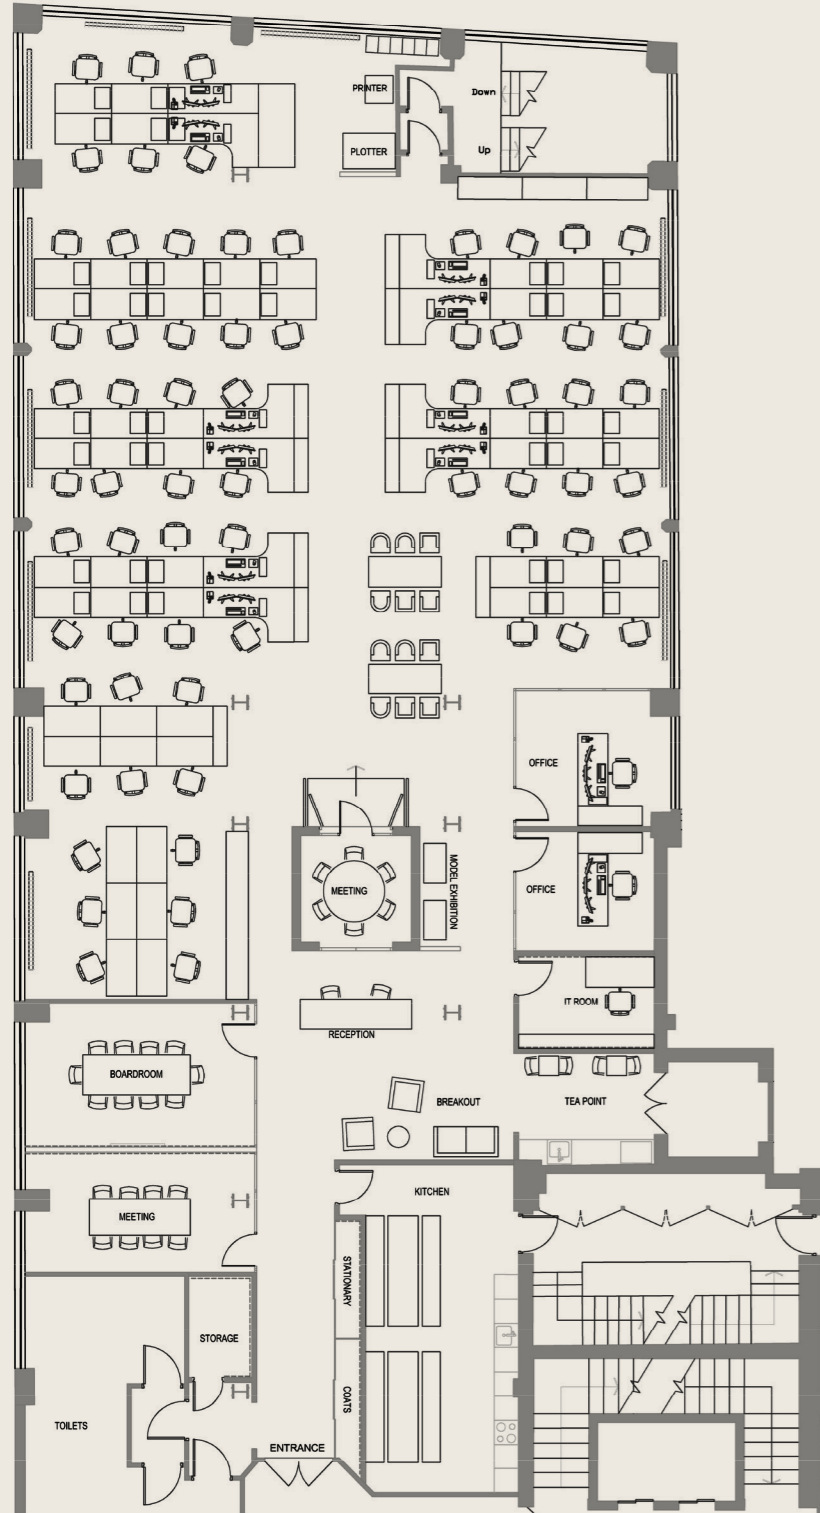 PRINTER
Down
PLOTTER
Up
OFFICE
MEETING
MODEL EXHIBITION
OFFICE
IT ROOM
RECEPTION
BOARDROOM
BREAKOUT
TEA POINT
KITCHEN
MEETING
STATIONARY
STORAGE
COATS
TOILETS
ENTRANCE